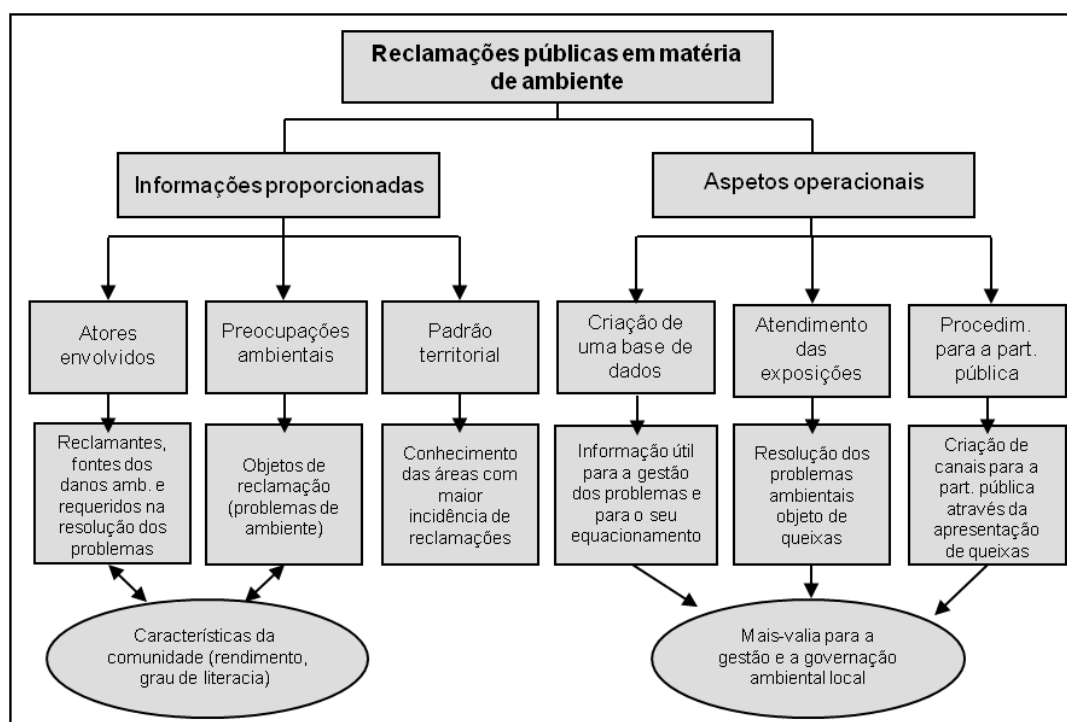 Reclamações públicas em matéria
de ambiente
Informações proporcionadas
Aspetos operacionais
Atores
envolvidos
Preocupações
ambientais
Padrão
territorial
Criação de
uma base de
dados
Atendimento
das
exposições
Procedim.
para a part.
pública
Reclamantes,
fontes dos
danos amb. e
requeridos na
resolução dos
problemas
Objetos de
reclamação
(problemas de
ambiente)
Conhecimento
das áreas com
maior
incidência de
reclamações
Informação útil
para a gestão
dos problemas e
para o seu
equacionamento
Resolução dos
problemas
ambientais
objeto de
queixas
Criação de
canais para a
part. pública
através da
apresentação
de queixas
Características da
comunidade (rendimento,
grau de literacia)
Mais-valia para a
gestão e a governação
ambiental local